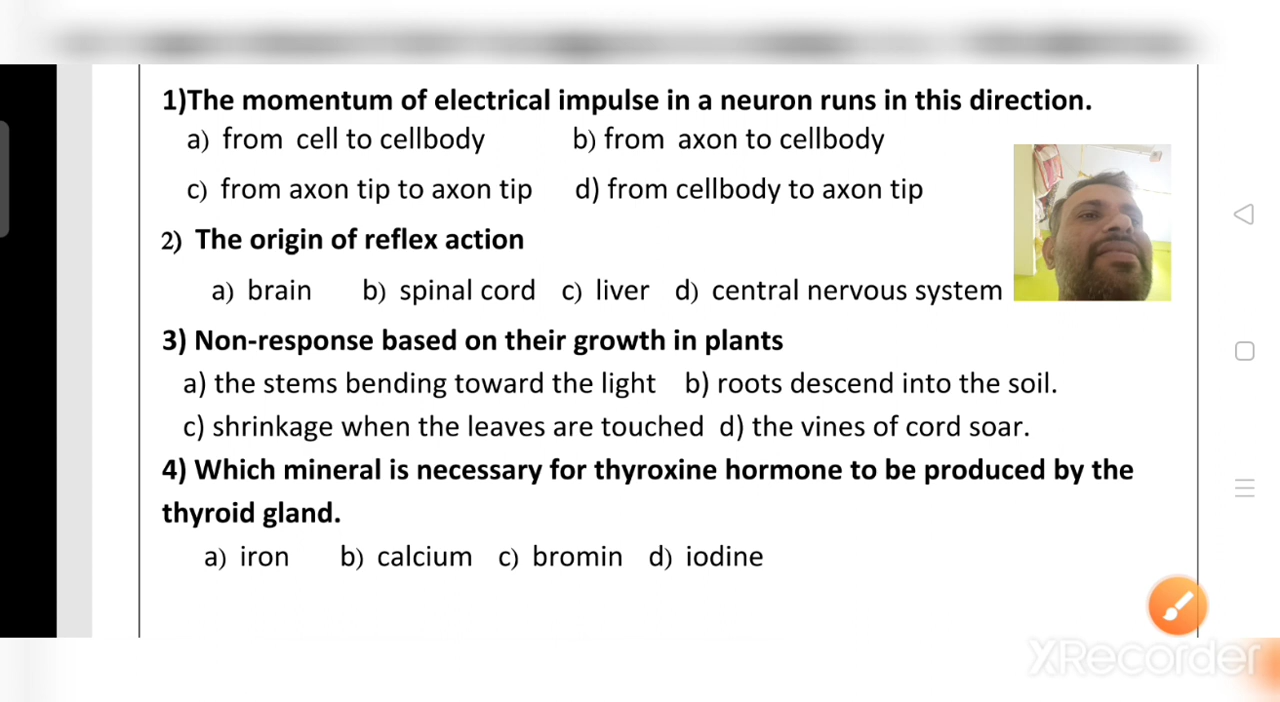 1)The momentum of electrical impulse in a neuron runs in this direction.
a) from cell to cellbody b) from axon to cellbody
c) from axon tip to axon tip d) from cellbody to axon tip
2) The origin of reflex action
a) brain b) spinal cord c) liver d) central nervous system
3) Non-response based on their growth in plants
a) the stems bending toward the light b) roots descend into the soil.
c) shrinkage when the leaves are touched d) the vines of cord soar.
4) Which mineral is necessary for thyroxine hormone to be produced by the
thyroid gland.
a) iron b) calcium c) bromin d) iodine
XRecorder